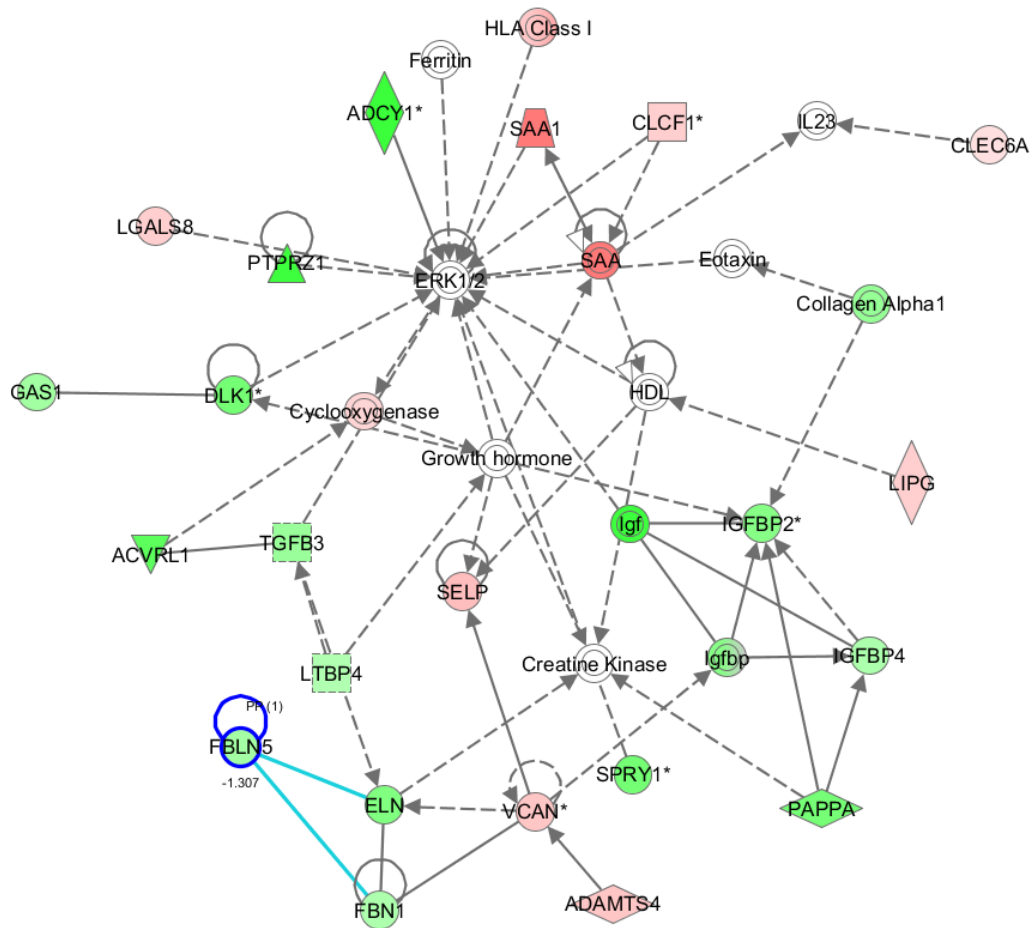 HLA Class I
Ferritin
ADCY1*
SAA1
CLCF1*
IL23
CLEC6A
LGALS8
PTPRZ1
ERK1/2
SAA
Eotaxin
Collagen Alpha1
GAS1
DLK1*
Cyclooxygenase
HDL
Growth hormone
LIPG
ACVRL1
TGFB3
Igf
IGFBP2*
SELP
LTBP4
Creatine Kinase
Igfbp
IGFBP4
PP (1)
FBLN5
-1.307
ELN
VCAN*
SPRY1*
PAPPA
FBN1
ADAMTS4